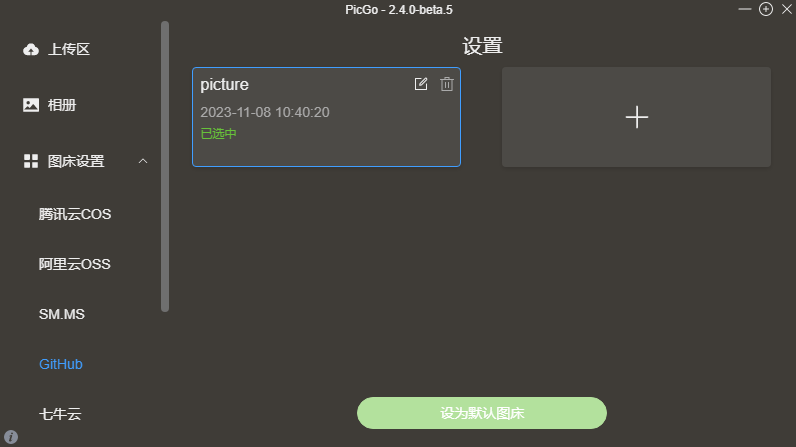 PicGo - 2.4.0-beta.5
上传区
相册
图床设置
腾讯云COS
阿里云OSS
SM.MS
GitHub
七牛云
设置
picture
2023-11-08 10:40:20
已选中
设为默认图床